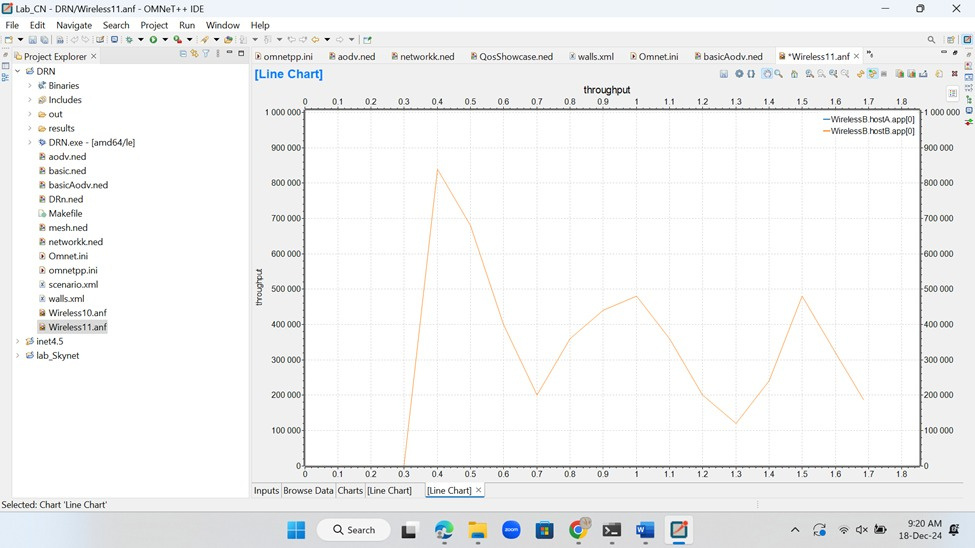 Lab_CN - DRN/Wireless11.anf - OMNeT++ IDE
File Edit Navigate Search Project Run Window Help
Project Explorer
omnetpp.ini
aodv.ned
networkk.ned
QosShowcase.ned
walls.xml
Omnet.ini
basicAodv.ned
*Wireless11.anf
DRN
Binaries
Includes
out
results
DRN.exe - [amd64/le]
aodv.ned
basic.ned
basicAodv.ned
DRn.ned
Makefile
mesh.ned
networkk.ned
Omnet.ini
omnetpp.ini
scenario.xml
walls.xml
Wireless10.anf
Wireless11.anf
inet4.5
lab_Skynet
[Line Chart]
throughput
0 0.1 0.2 0.3 0.4 0.5 0.6 0.7 0.8 0.9 1 1.1 1.2 1.3 1.4 1.5 1.6 1.7 1.8
WirelessB.hostA.app[0]
WirelessB.hostB.app[0]
1 000 000 1 000 000
900 000 900 000
800 000 800 000
700 000 700 000
600 000 600 000
500 000 500 000
400 000 400 000
300 000 300 000
200 000 200 000
100 000 100 000
0 0
throughput
0 0.1 0.2 0.3 0.4 0.5 0.6 0.7 0.8 0.9 1 1.1 1.2 1.3 1.4 1.5 1.6 1.7 1.8
Inputs Browse Data Charts [Line Chart] [Line Chart]
Selected: Chart 'Line Chart'
Search
zoom
9:20 AM
18-Dec-24